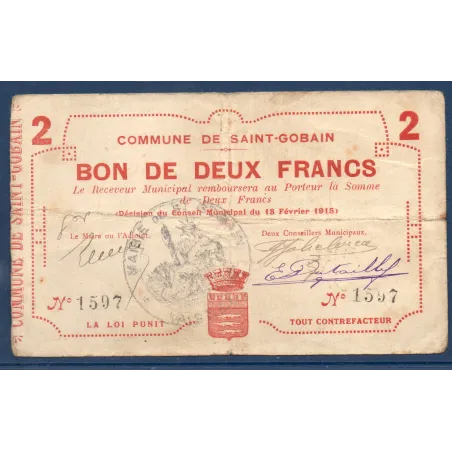 2 2
COMMUNE DE SAINT-GOBAIN
COMMUNE DE SAINT-GOBAIN
BON DE DEUX FRANCS
Le Receveur Municipal remboursera au Porteur la Somme
de Deux Francs
(Décision du Conseil Municipal du 13 Février 1915)
Le Maire ou l'Adjoint. Deux Conseillers Municipaux.
MAIRIE
No 1597 No 1597
LA LOI PUNIT TOUT CONTREFACTEUR